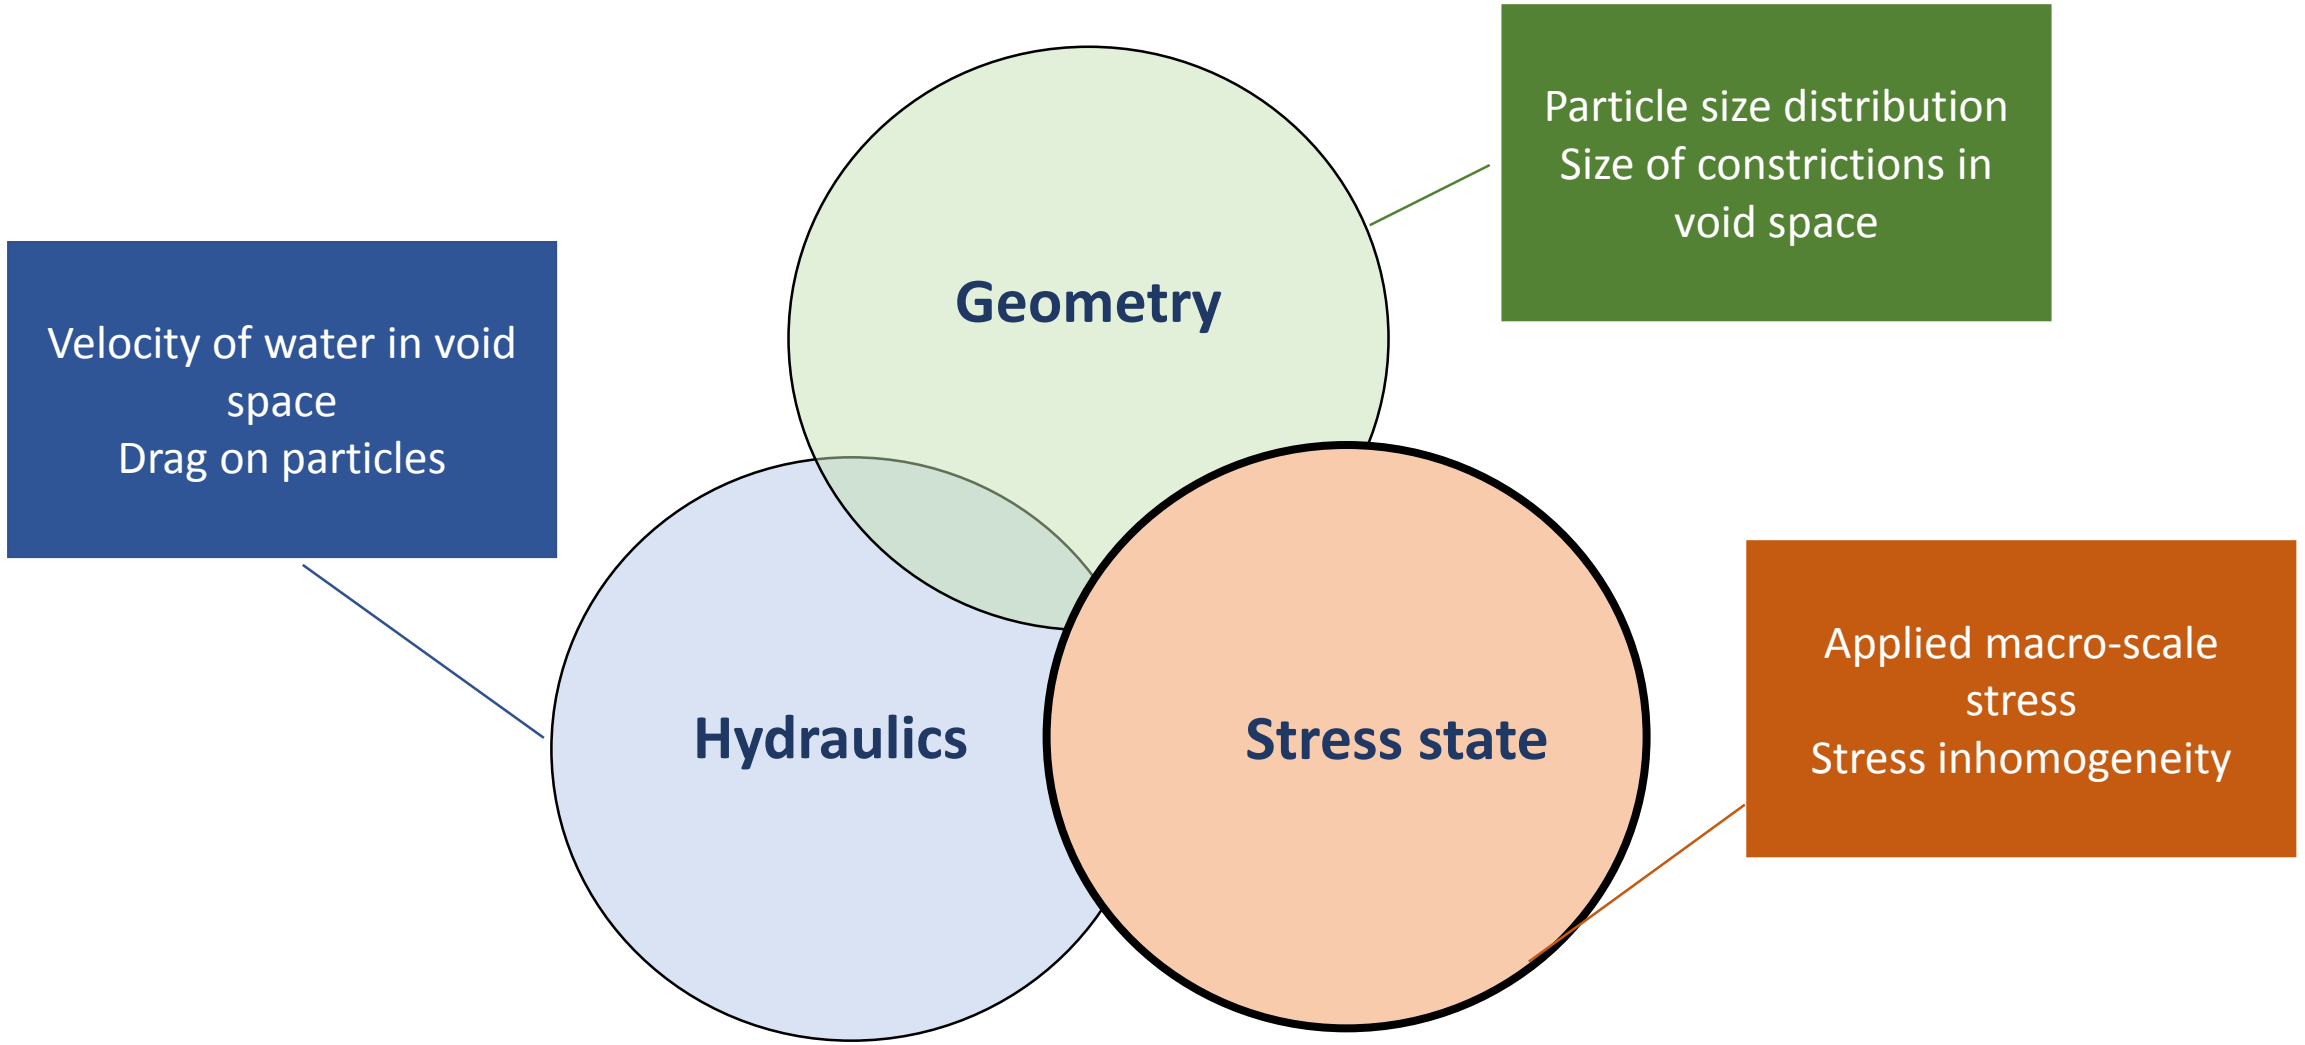 Particle size distribution
Size of constrictions in
void space
Geometry
Velocity of water in void
space
Drag on particles
Hydraulics
Stress state
Applied macro-scale
stress
Stress inhomogeneity